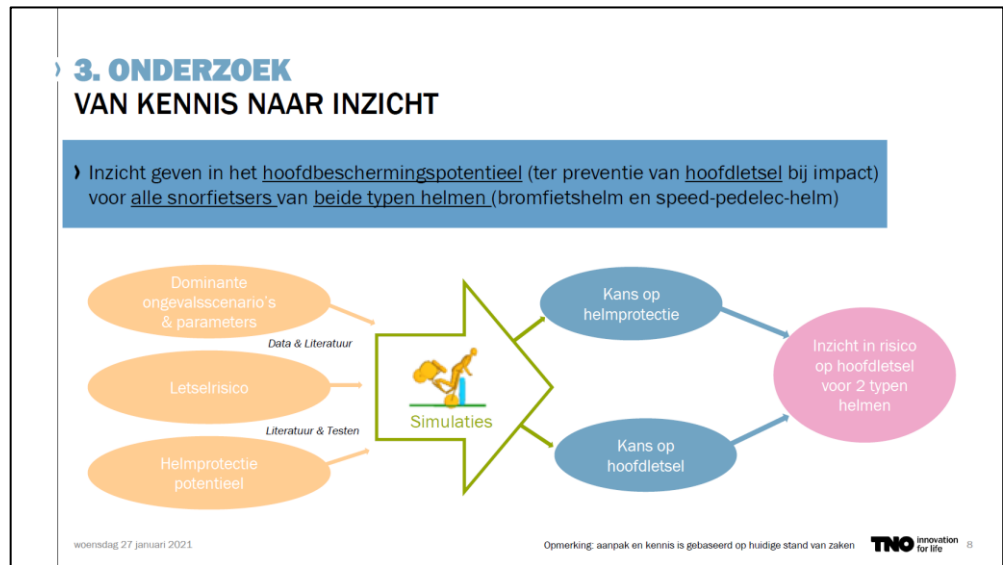 3. ONDERZOEK
VAN KENNIS NAAR INZICHT
Inzicht geven in het hoofdbeschermingspotentieel (ter preventie van hoofdletsel bij impact)
voor alle snorfietsers van beide typen helmen (bromfietshelm en speed-pedelec-helm)
Dominante
ongevalsscenario's
& parameters
Data & Literatuur
Letselrisico
Literatuur & Testen
Helmprotectie
potentieel
Simulaties
Kans op
helmprotectie
Kans op
hoofdletsel
Inzicht in risico
op hoofdletsel
voor 2 typen
helmen
woensdag 27 januari 2021
Opmerking: aanpak en kennis is gebaseerd op huidige stand van zaken
TNO innovation
for life
8